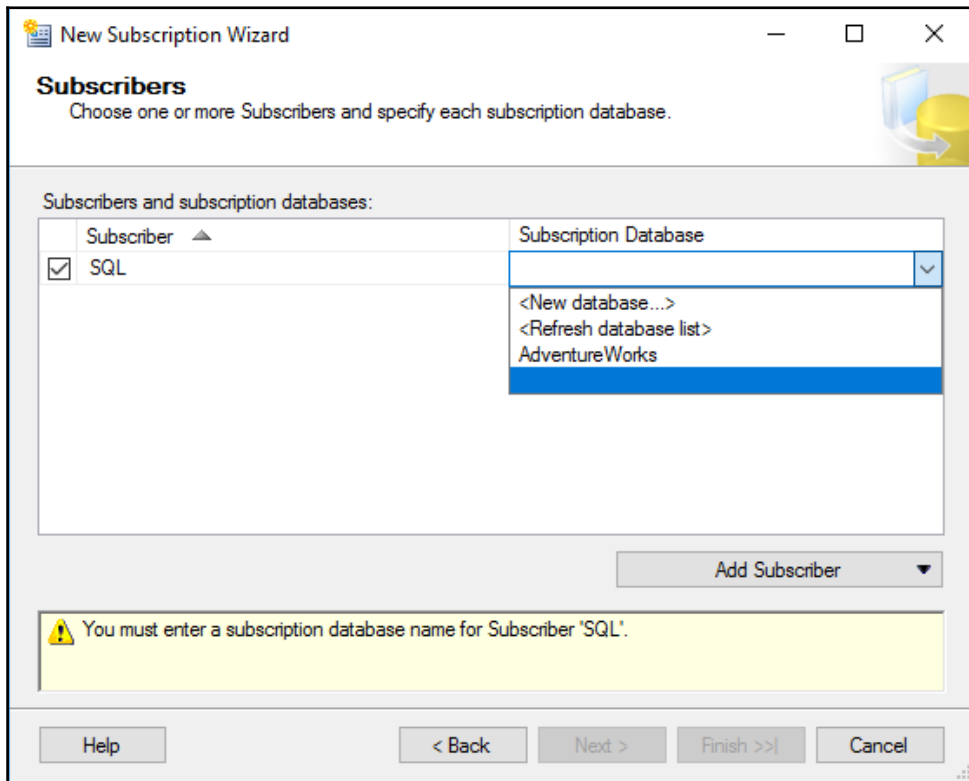 New Subscription Wizard
Subscribers
Choose one or more Subscribers and specify each subscription database.
Subscribers and subscription databases:
Subscriber Subscription Database
SQL
<New database...>
<Refresh database list>
AdventureWorks
Add Subscriber
You must enter a subscription database name for Subscriber 'SQL'.
Help < Back Next > Finish >>| Cancel